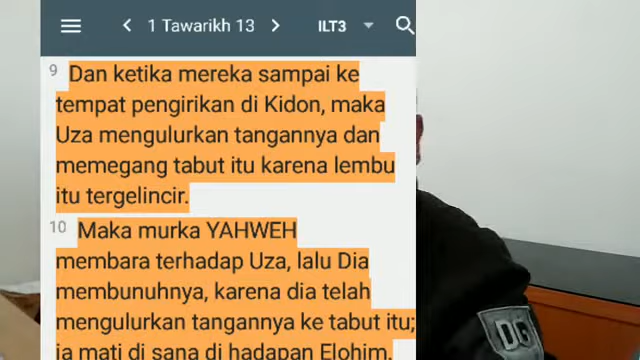 1 Tawarikh 13 ILT3
9 Dan ketika mereka sampai ke
tempat pengirikan di Kidon, maka
Uza mengulurkan tangannya dan
memegang tabut itu karena lembu
itu tergelincir.
10 Maka murka YAHWEH
membara terhadap Uza, lalu Dia
membunuhnya, karena dia telah
mengulurkan tangannya ke tabut itu;
ia mati di sana di hadapan Elohim.
DG